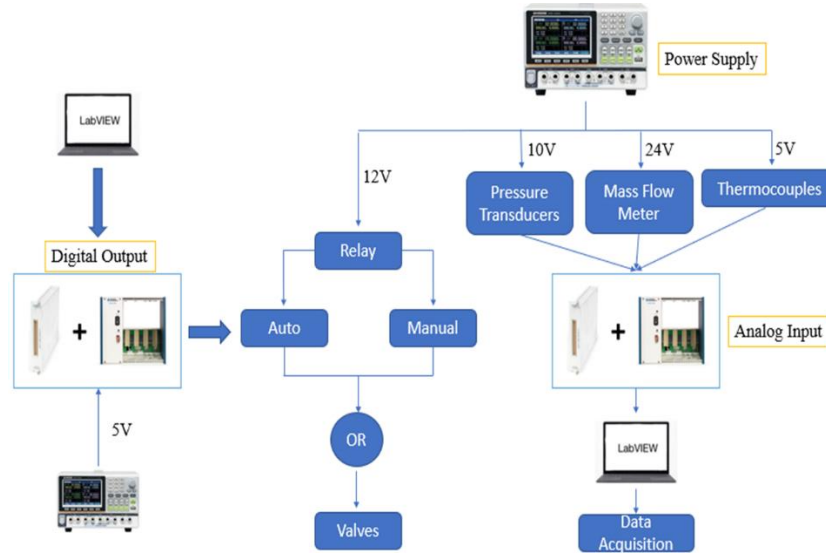 Power Supply
LabVIEW
12V
10V
24V
5V
Pressure
Transducers
Mass Flow
Meter
Thermocouples
Digital Output
Relay
+
Auto
Manual
+
Analog Input
5V
OR
LabVIEW
Valves
Data
Acquisition